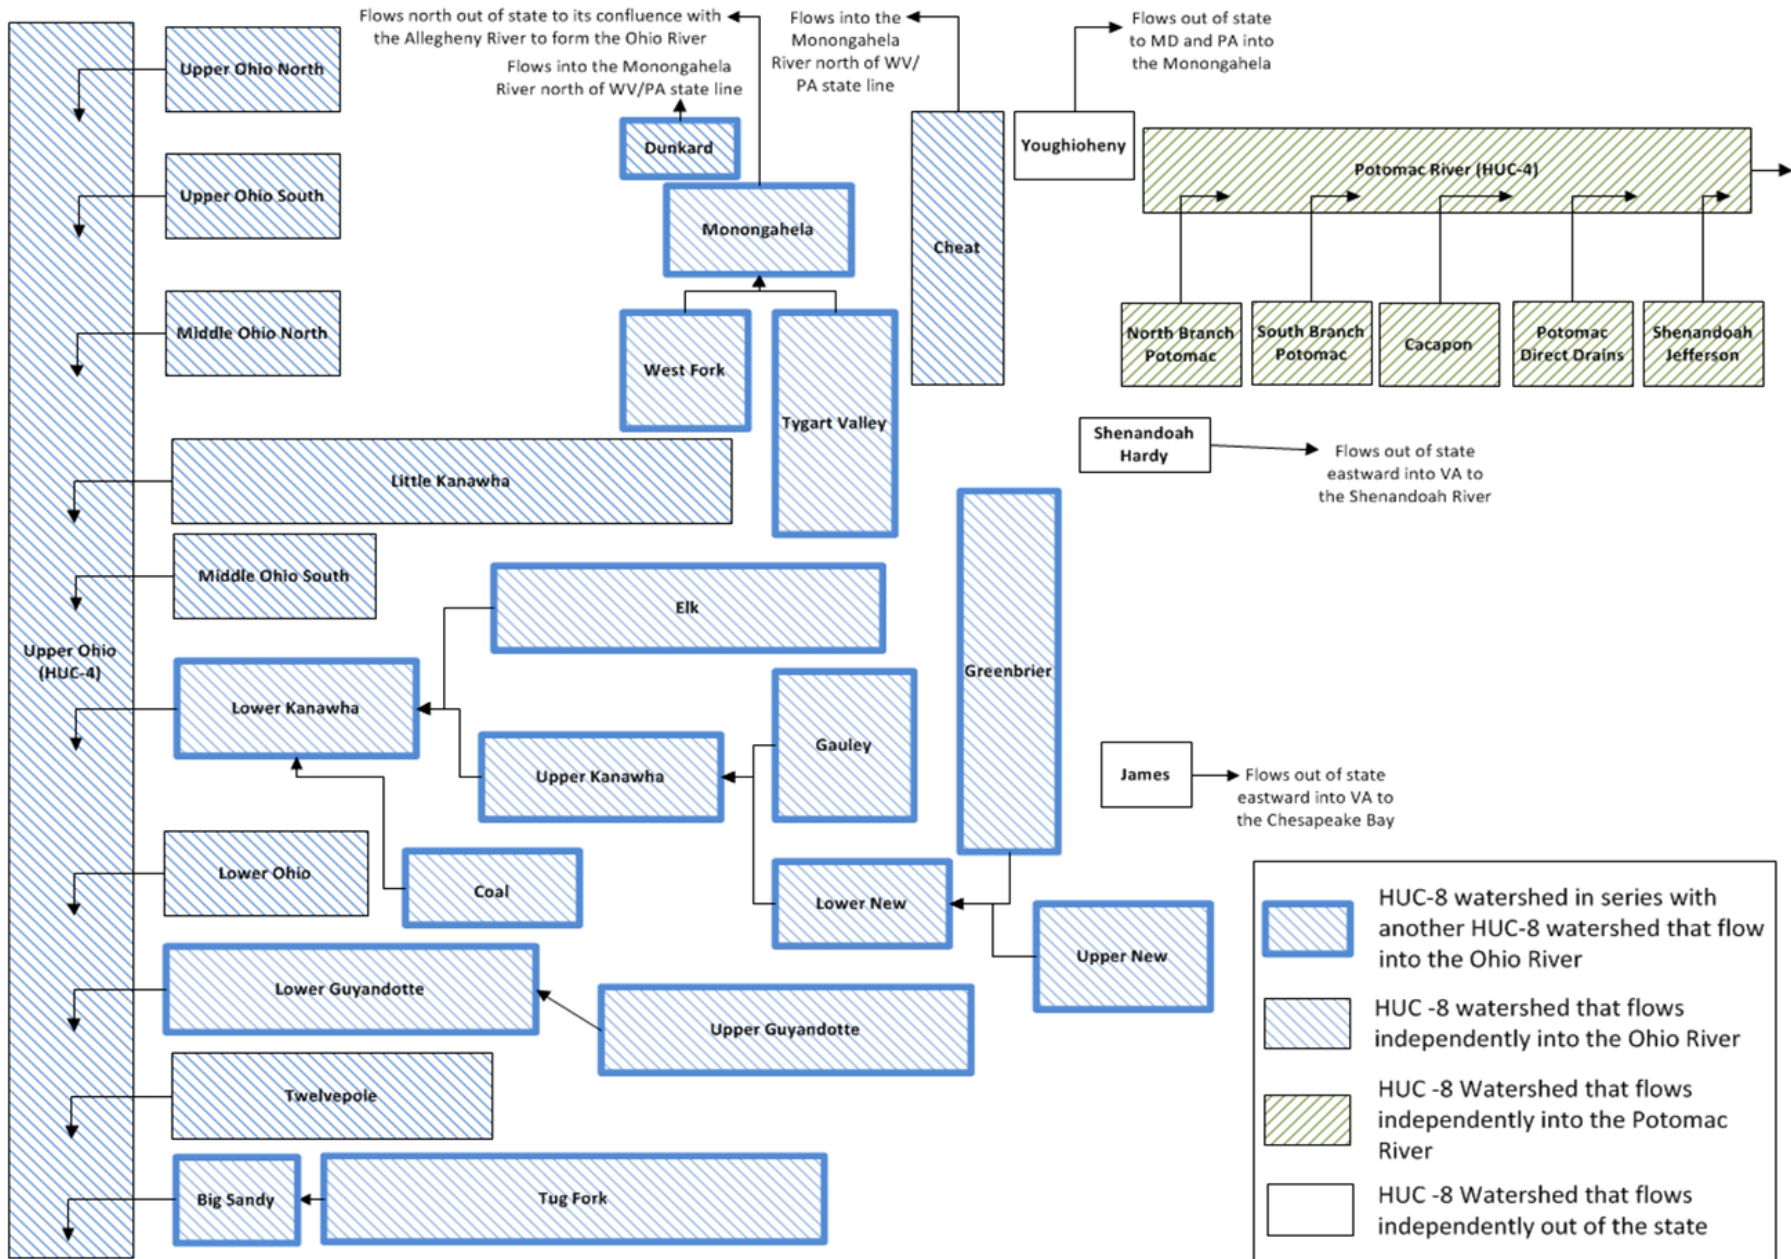 Flows north out of state to its confluence with
the Allegheny River to form the Ohio River
Flows into the
Monongahela
River north of WV/
PA state line
Flows out of state
to MD and PA into
the Monongahela
Flows into the Monongahela
River north of WV/PA state line
Upper Ohio North
Dunkard
Youghioheny
Potomac River (HUC-4)
Upper Ohio South
Monongahela
Cheat
Middle Ohio North
North Branch
Potomac
South Branch
Potomac
Cacapon
Potomac
Direct Drains
Shenandoah
Jefferson
West Fork
Tygart Valley
Shenandoah
Hardy
Flows out of state
eastward into VA to
the Shenandoah River
Little Kanawha
Middle Ohio South
Elk
Upper Ohio
(HUC-4)
Greenbrier
Lower Kanawha
Gauley
Upper Kanawha
James
Flows out of state
eastward into VA to
the Chesapeake Bay
Lower Ohio
Coal
Lower New
Upper New
Lower Guyandotte
Upper Guyandotte
Twelvepole
Big Sandy
Tug Fork
HUC-8 watershed in series with
another HUC-8 watershed that flow
into the Ohio River
HUC -8 watershed that flows
independently into the Ohio River
HUC -8 Watershed that flows
independently into the Potomac
River
HUC -8 Watershed that flows
independently out of the state